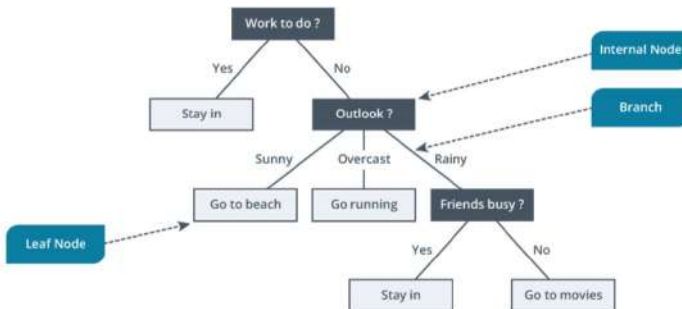 Work to do ?
Internal Node
Yes
No
Stay in
Outlook ?
Branch
Sunny
Overcast
Rainy
Go to beach
Go running
Friends busy ?
Leaf Node
Yes
No
Stay in
Go to movies